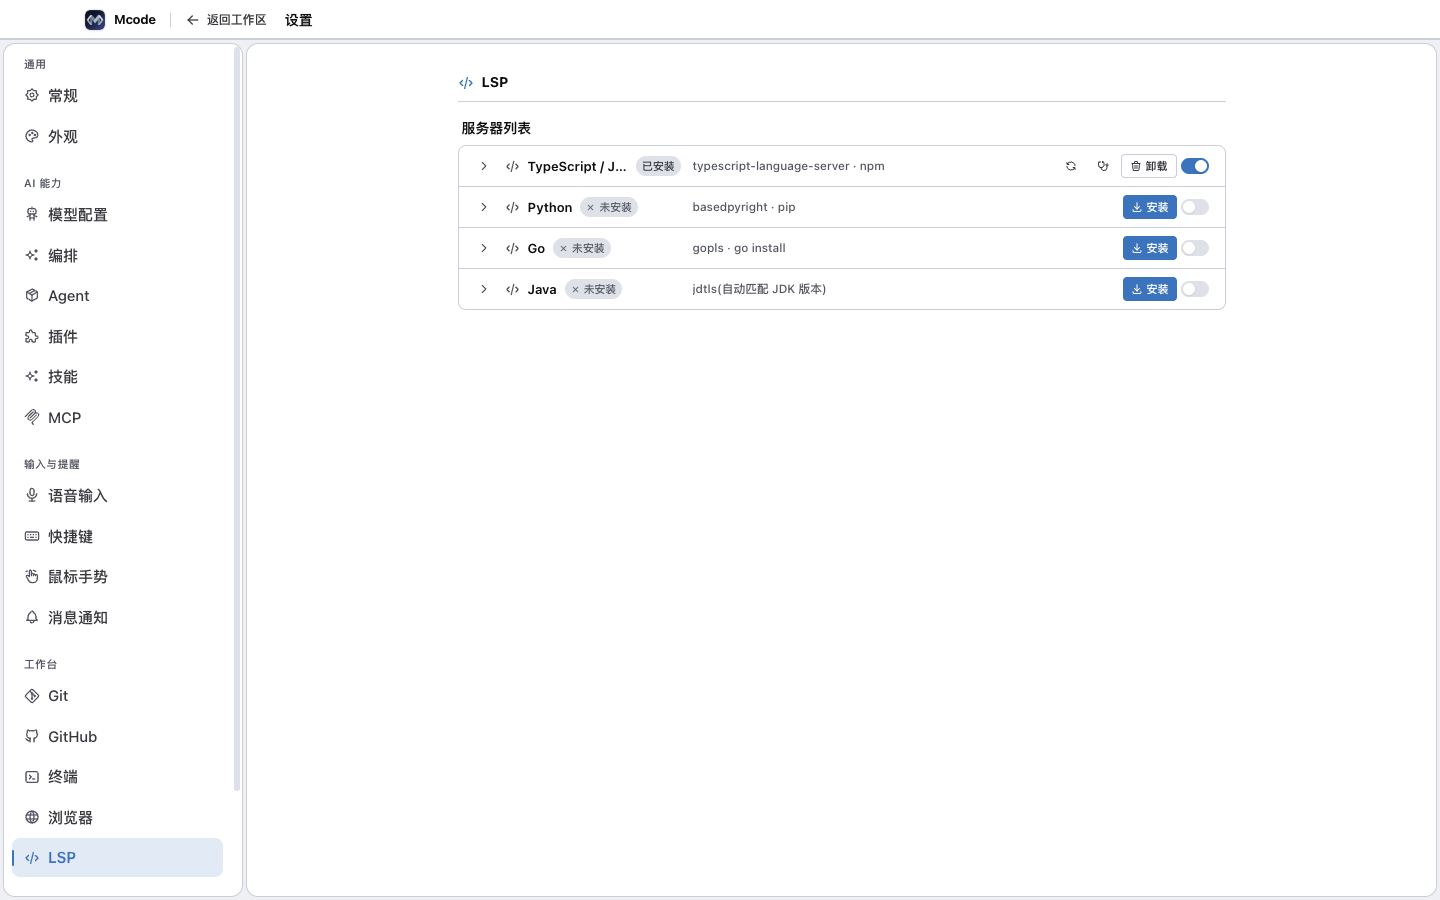 Mcode
返回工作区
设置
通用
常规
外观
AI 能力
模型配置
编排
Agent
插件
技能
MCP
输入与提醒
语音输入
快捷键
鼠标手势
消息通知
工作台
Git
GitHub
终端
浏览器
LSP
LSP
服务器列表
TypeScript / J... 已安装 typescript-language-server · npm 卸载
Python × 未安装 basedpyright · pip 安装
Go × 未安装 gopls · go install 安装
Java × 未安装 jdtls(自动匹配 JDK 版本) 安装